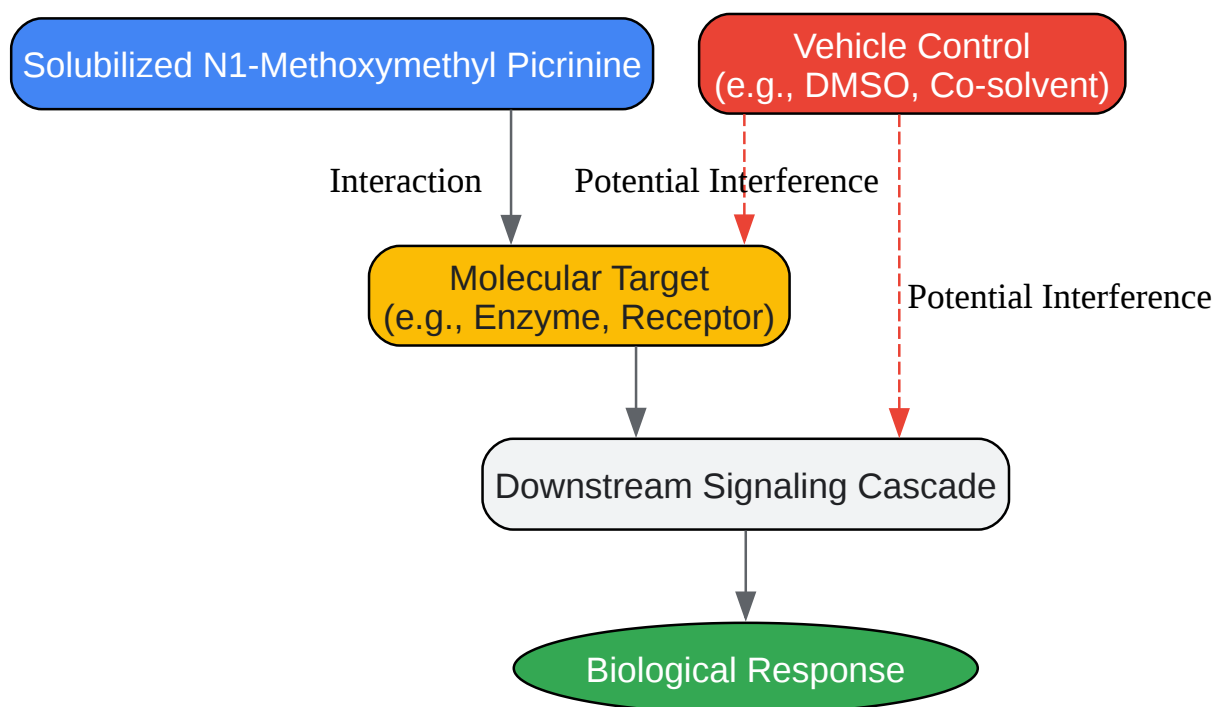 Solubilized N1-Methoxymethyl Picrinine
Vehicle Control
(e.g., DMSO, Co-solvent)
Interaction
Potential Interference
Molecular Target
(e.g., Enzyme, Receptor)
Potential Interference
Downstream Signaling Cascade
Biological Response